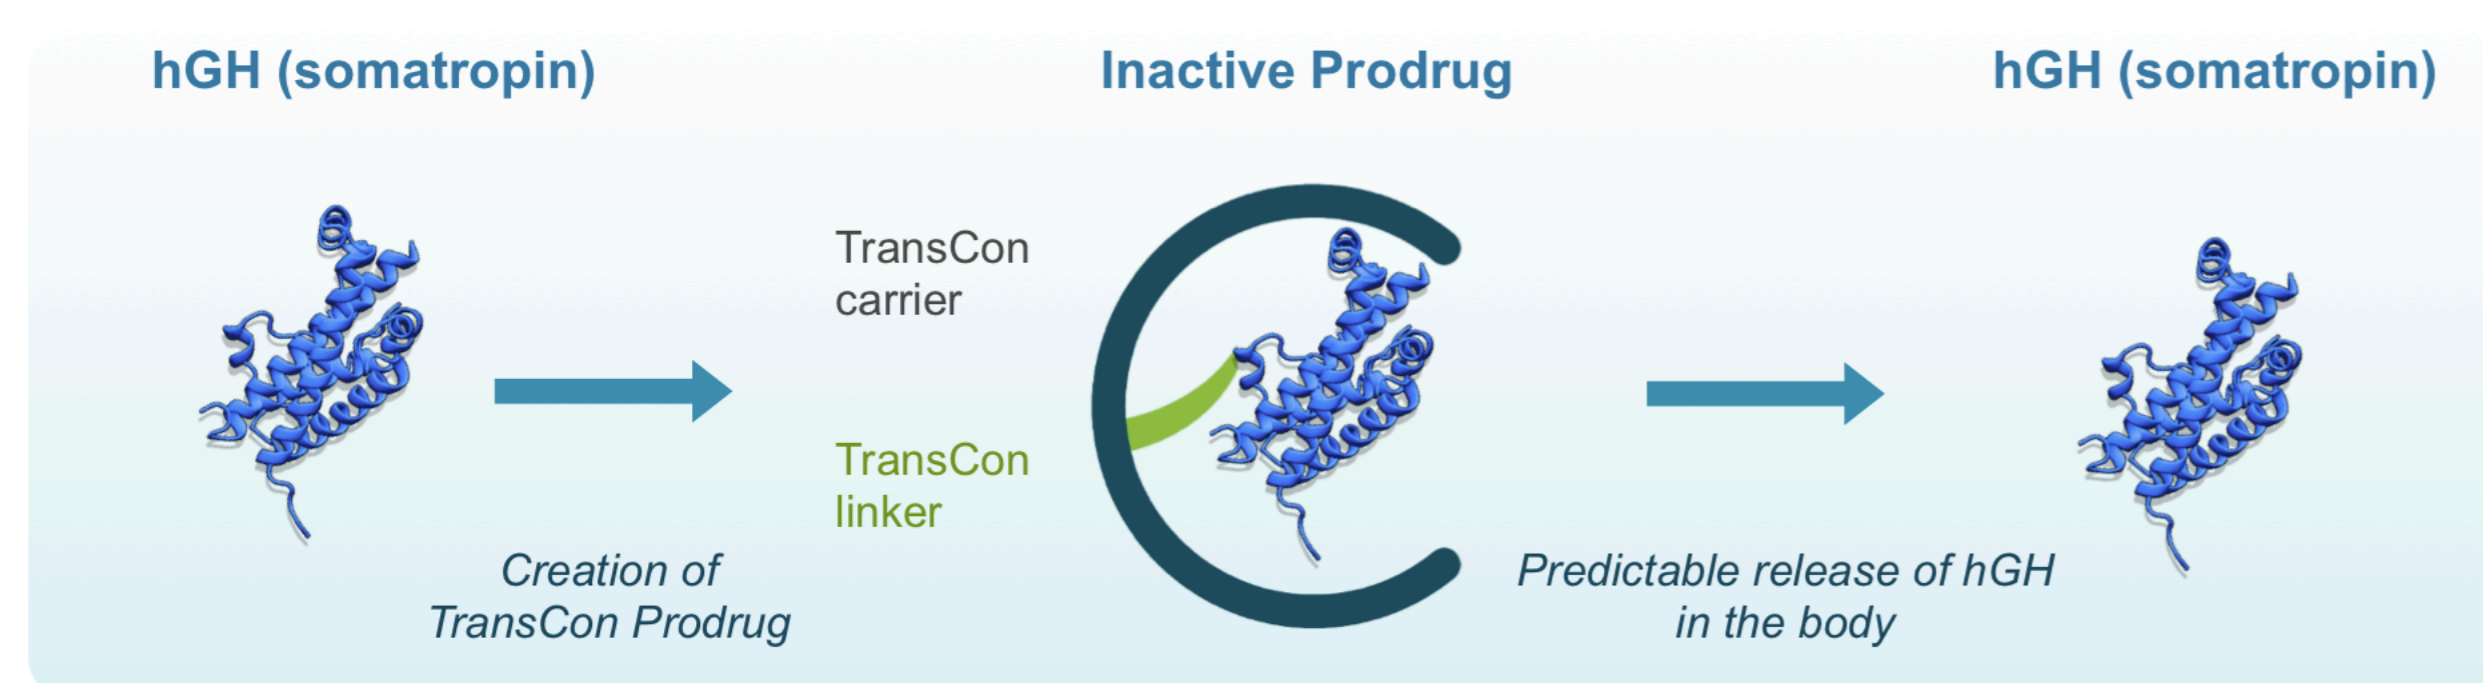 hGH (somatropin)
Inactive Prodrug
hGH (somatropin)
TransCon
carrier
TransCon
linker
Creation of
TransCon Prodrug
Predictable release of hGH
in the body